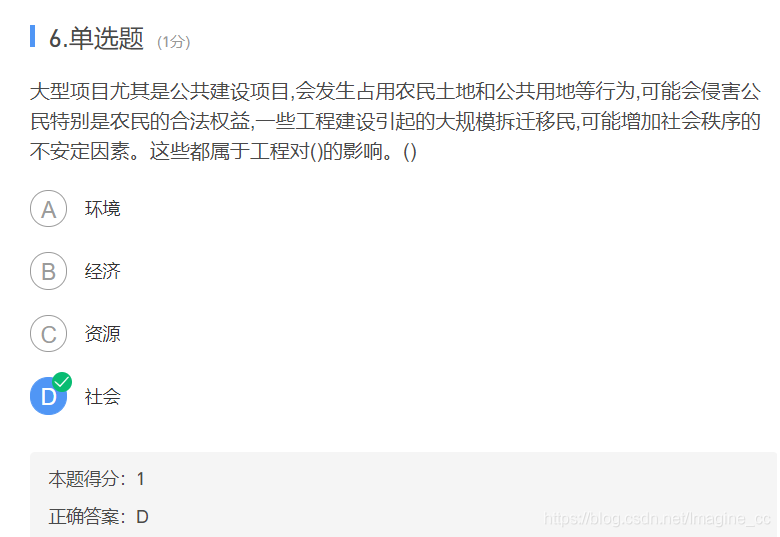 6.单选题 (1分)
大型项目尤其是公共建设项目,会发生占用农民土地和公共用地等行为,可能会侵害公
民特别是农民的合法权益,一些工程建设引起的大规模拆迁移民,可能增加社会秩序的
不安定因素。这些都属于工程对()的影响。()
A 环境
B 经济
C 资源
D 社会
本题得分：1
正确答案：D
https://blog.csdn.net/Imagine_cc